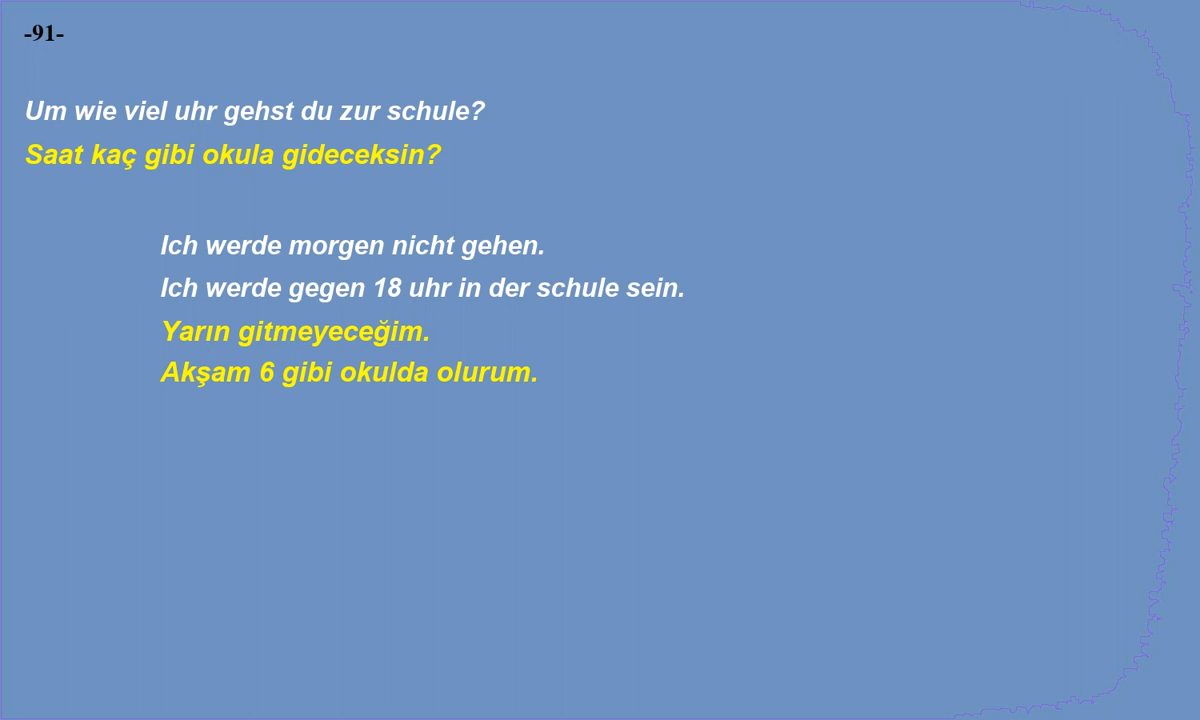 -91-
Um wie viel uhr gehst du zur schule?
Saat kaç gibi okula gideceksin?
Ich werde morgen nicht gehen.
Ich werde gegen 18 uhr in der schule sein.
Yarın gitmeyeceğim.
Akşam 6 gibi okulda olurum.